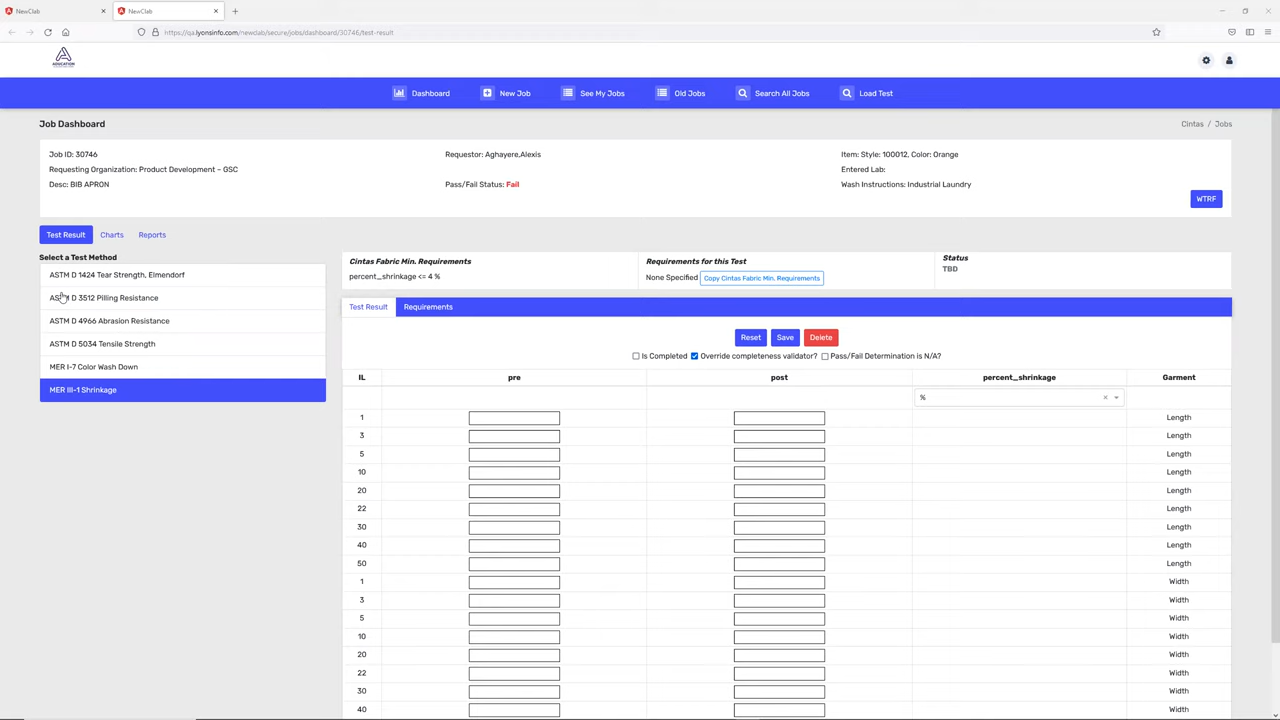 NewClab
NewClab
https://qa.lyonsinfo.com/newclab/secure/jobs/dashboard/30746/test-result
ADUCATION
Dashboard
New Job
See My Jobs
Old Jobs
Search All Jobs
Load Test
Job Dashboard
Cintas / Jobs
Job ID: 30746
Requestor: Aghayere,Alexis
Item: Style: 100012, Color: Orange
Requesting Organization: Product Development – GSC
Entered Lab:
Desc: BIB APRON
Pass/Fail Status: Fail
Wash Instructions: Industrial Laundry
WTRF
Test Result
Charts
Reports
Select a Test Method
ASTM D 1424 Tear Strength, Elmendorf
ASTM D 3512 Pilling Resistance
ASTM D 4966 Abrasion Resistance
ASTM D 5034 Tensile Strength
MER I-7 Color Wash Down
MER III-1 Shrinkage
Cintas Fabric Min. Requirements
percent_shrinkage <= 4 %
Requirements for this Test
None Specified Copy Cintas Fabric Min. Requirements
Status
TBD
Test Result
Requirements
Reset Save Delete
Is Completed Override completeness validator? Pass/Fail Determination is N/A?
IL pre post percent_shrinkage Garment
%
1 Length
3 Length
5 Length
10 Length
20 Length
22 Length
30 Length
40 Length
50 Length
1 Width
3 Width
5 Width
10 Width
20 Width
22 Width
30 Width
40 Width